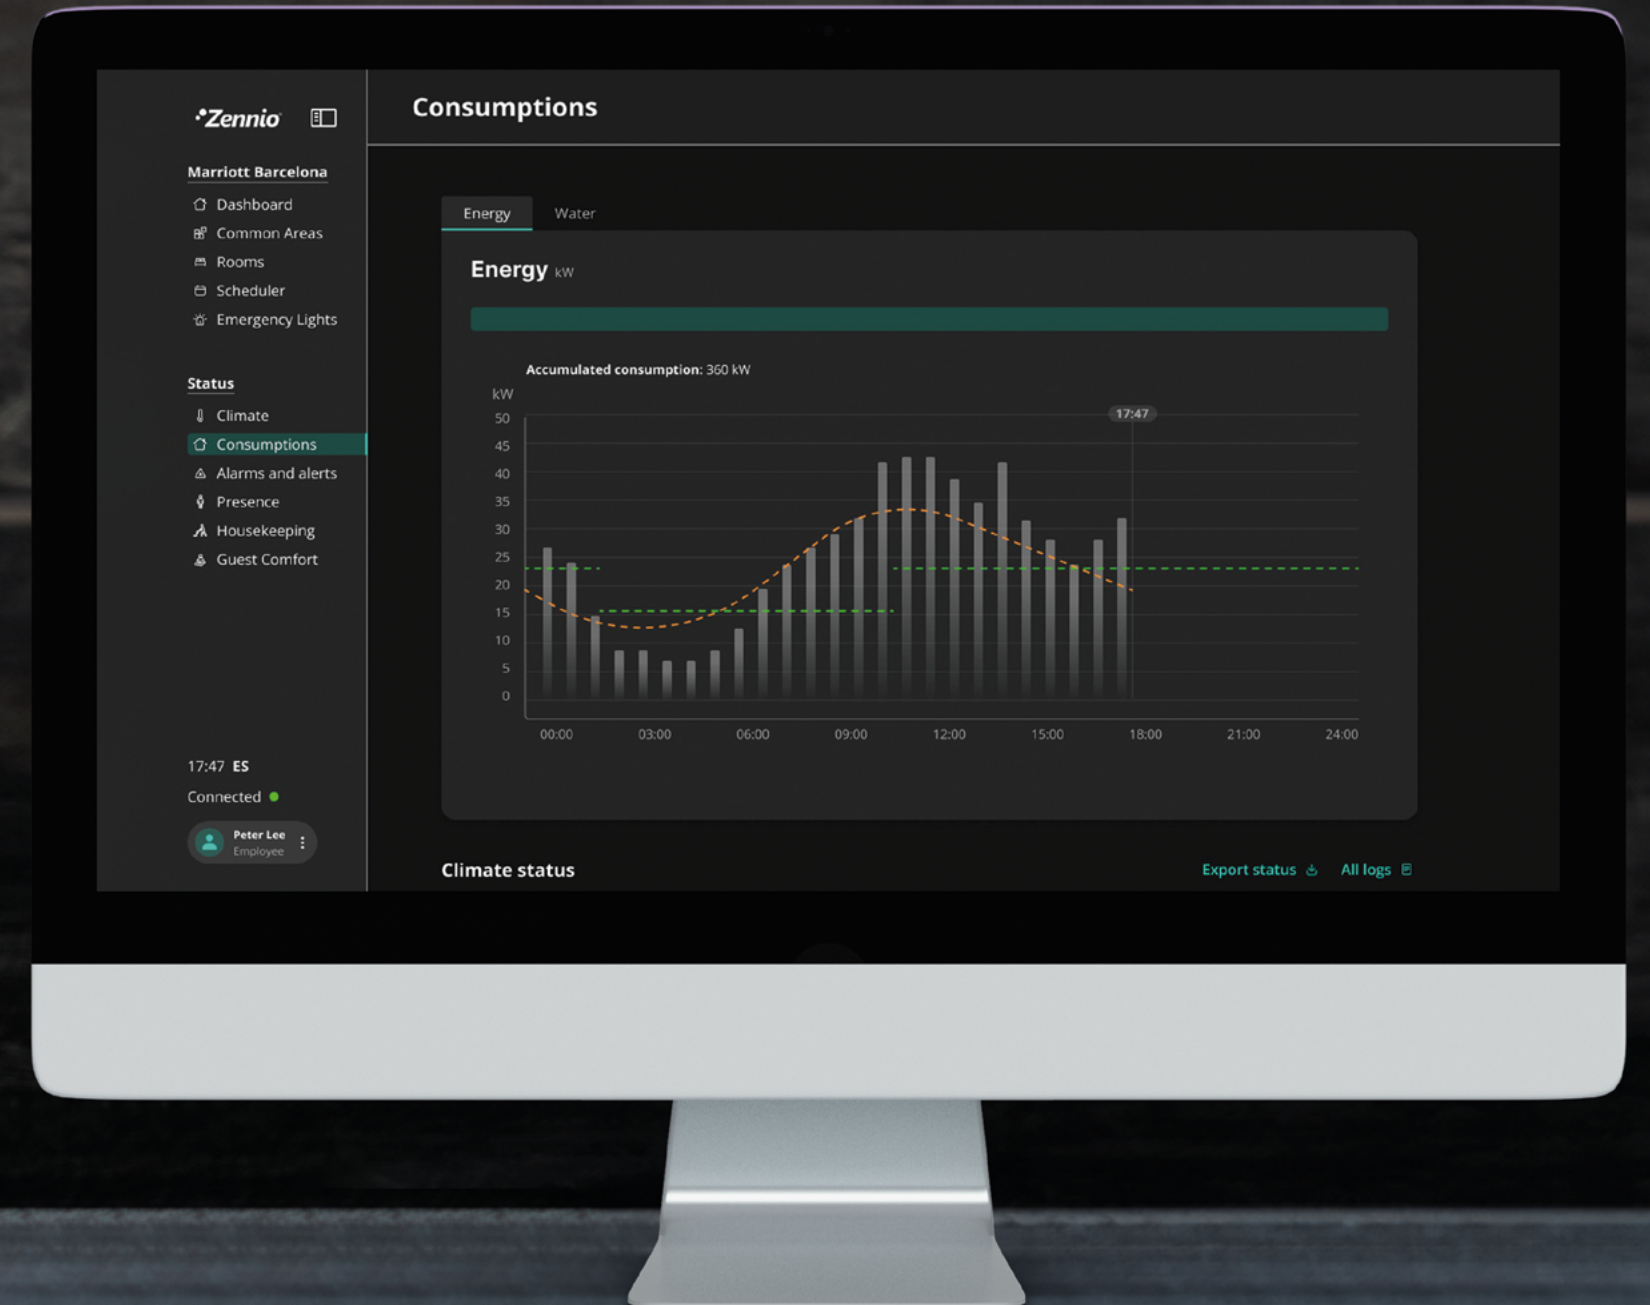 Zennio
Marriott Barcelona
Dashboard
Common Areas
Rooms
Scheduler
Emergency Lights
Status
Climate
Consumptions
Alarms and alerts
Presence
Housekeeping
Guest Comfort
17:47 ES
Connected
Peter Lee
Employee
Consumptions
Energy Water
Energy kW
Accumulated consumption: 360 kW
kW
17:47
50
45
40
35
30
25
20
15
10
5
0
00:00 03:00 06:00 09:00 12:00 15:00 18:00 21:00 24:00
Climate status
Export status All logs